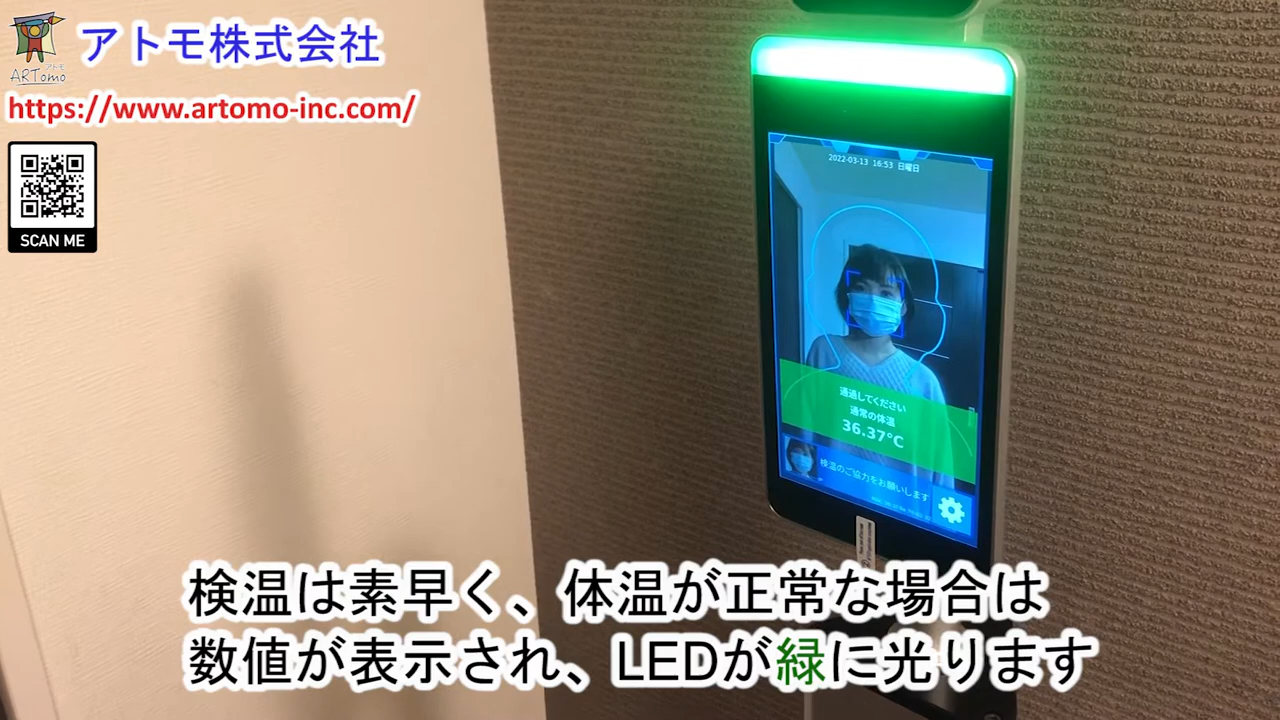 アトモ株式会社
アトモ
ARTomo
https://www.artomo-inc.com/
SCAN ME
2022-03-13 16:53 日曜日
通過してください
通常の体温
36.37°C
検温のご協力をお願いします
検温は素早く、体温が正常な場合は
数値が表示され、LEDが緑に光ります